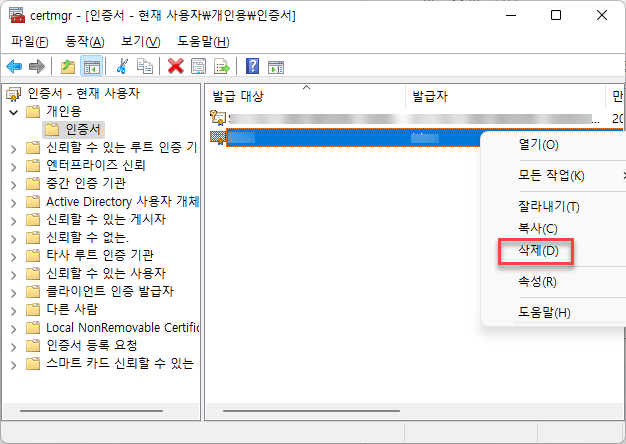 certmgr - [인증서 - 현재 사용자₩개인용₩인증서]
파일(F) 동작(A) 보기(V) 도움말(H)
인증서 - 현재 사용자
개인용
인증서
신뢰할 수 있는 루트 인증 기
엔터프라이즈 신뢰
중간 인증 기관
Active Directory 사용자 개체
신뢰할 수 있는 게시자
신뢰할 수 없는.
타사 루트 인증 기관
신뢰할 수 있는 사용자
클라이언트 인증 발급자
다른 사람
Local NonRemovable Certific
인증서 등록 요청
스마트 카드 신뢰할 수 있는
발급 대상 발급자 만
S 20
열기(O)
모든 작업(K)
잘라내기(T)
복사(C)
삭제(D)
속성(R)
도움말(H)